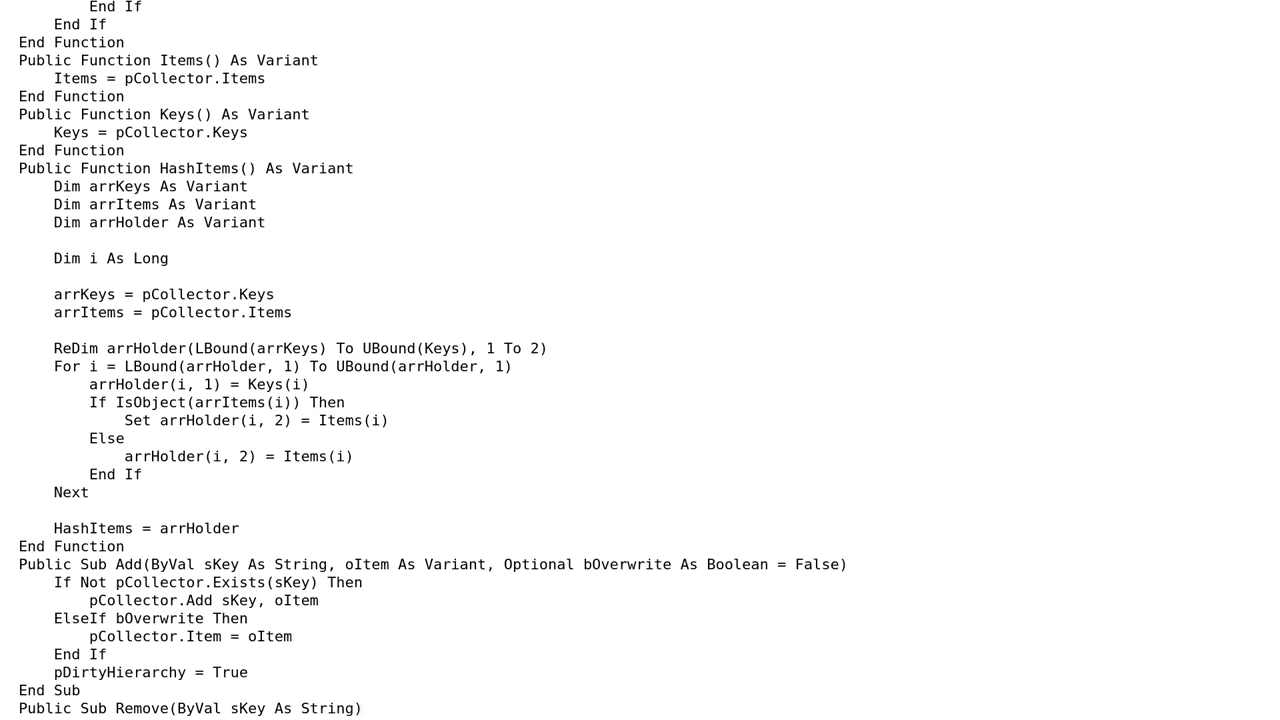 End If
    End If
End Function
Public Function Items() As Variant
    Items = pCollector.Items
End Function
Public Function Keys() As Variant
    Keys = pCollector.Keys
End Function
Public Function HashItems() As Variant
    Dim arrKeys As Variant
    Dim arrItems As Variant
    Dim arrHolder As Variant

    Dim i As Long

    arrKeys = pCollector.Keys
    arrItems = pCollector.Items

    ReDim arrHolder(LBound(arrKeys) To UBound(Keys), 1 To 2)
    For i = LBound(arrHolder, 1) To UBound(arrHolder, 1)
        arrHolder(i, 1) = Keys(i)
        If IsObject(arrItems(i)) Then
            Set arrHolder(i, 2) = Items(i)
        Else
            arrHolder(i, 2) = Items(i)
        End If
    Next

    HashItems = arrHolder
End Function
Public Sub Add(ByVal sKey As String, oItem As Variant, Optional bOverwrite As Boolean = False)
    If Not pCollector.Exists(sKey) Then
        pCollector.Add sKey, oItem
    ElseIf bOverwrite Then
        pCollector.Item = oItem
    End If
    pDirtyHierarchy = True
End Sub
Public Sub Remove(ByVal sKey As String)